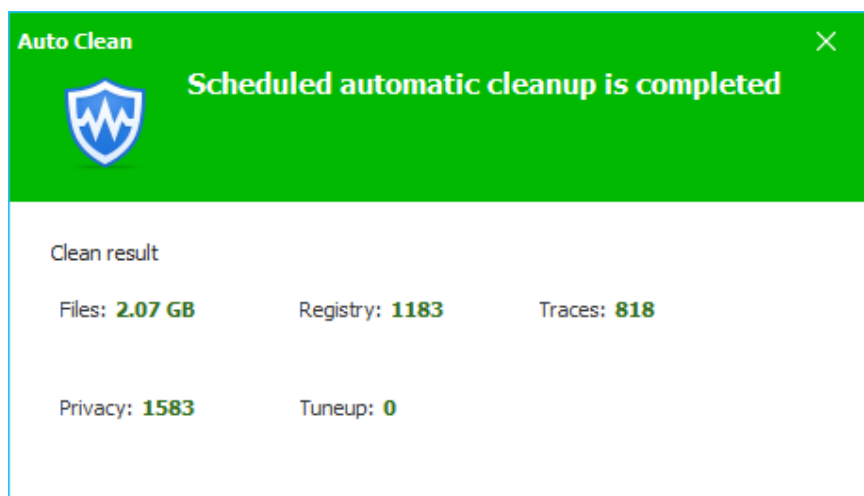 Auto Clean
Scheduled automatic cleanup is completed
Clean result
Files: 2.07 GB Registry: 1183 Traces: 818
Privacy: 1583 Tuneup: 0